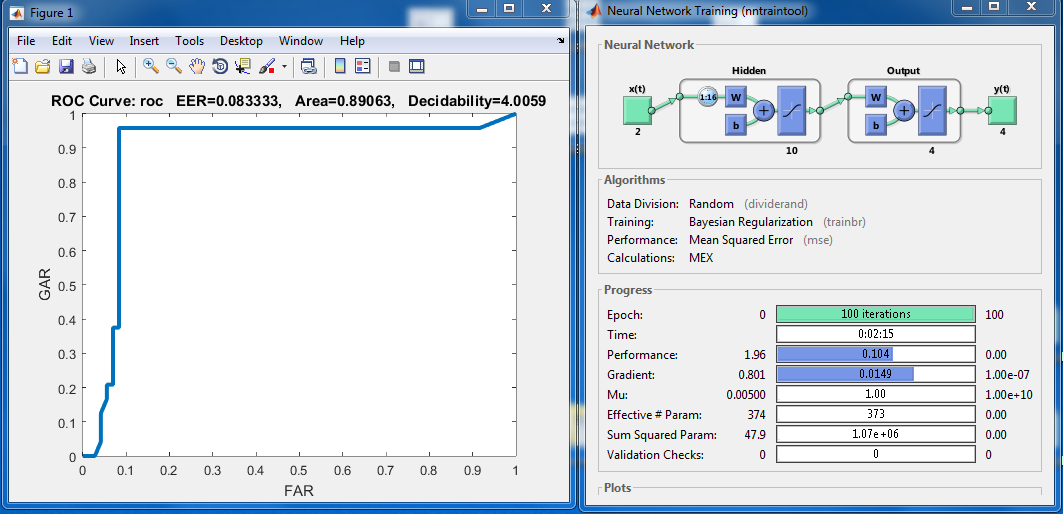 Figure 1
File Edit View Insert Tools Desktop Window Help
ROC Curve: roc EER=0.083333, Area=0.89063, Decidability=4.0059
1
0.9
0.8
0.7
0.6
0.5
0.4
0.3
0.2
0.1
0
GAR
0 0.1 0.2 0.3 0.4 0.5 0.6 0.7 0.8 0.9 1
FAR
Neural Network Training (nntraintool)
Neural Network
Hidden Output
x(t) 1:16 W W y(t)
b b
2 10 4 4
Algorithms
Data Division: Random (dividerand)
Training: Bayesian Regularization (trainbr)
Performance: Mean Squared Error (mse)
Calculations: MEX
Progress
Epoch: 0 100 iterations 100
Time: 0:02:15
Performance: 1.96 0.104 0.00
Gradient: 0.801 0.0149 1.00e-07
Mu: 0.00500 1.00 1.00e+10
Effective # Param: 374 373 0.00
Sum Squared Param: 47.9 1.07e+06 0.00
Validation Checks: 0 0 0
Plots